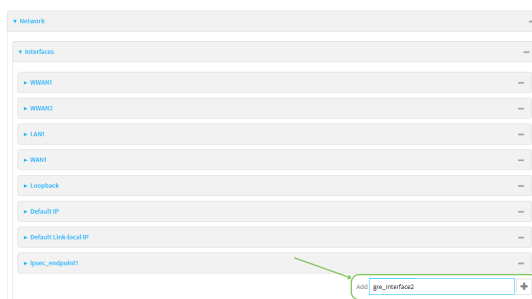 Network
Interfaces
WWAN1
WWAN2
LAN1
WAN1
Loopback
Default IP
Default Link-local IP
ipsec_endpoint1
Add gre_interface2